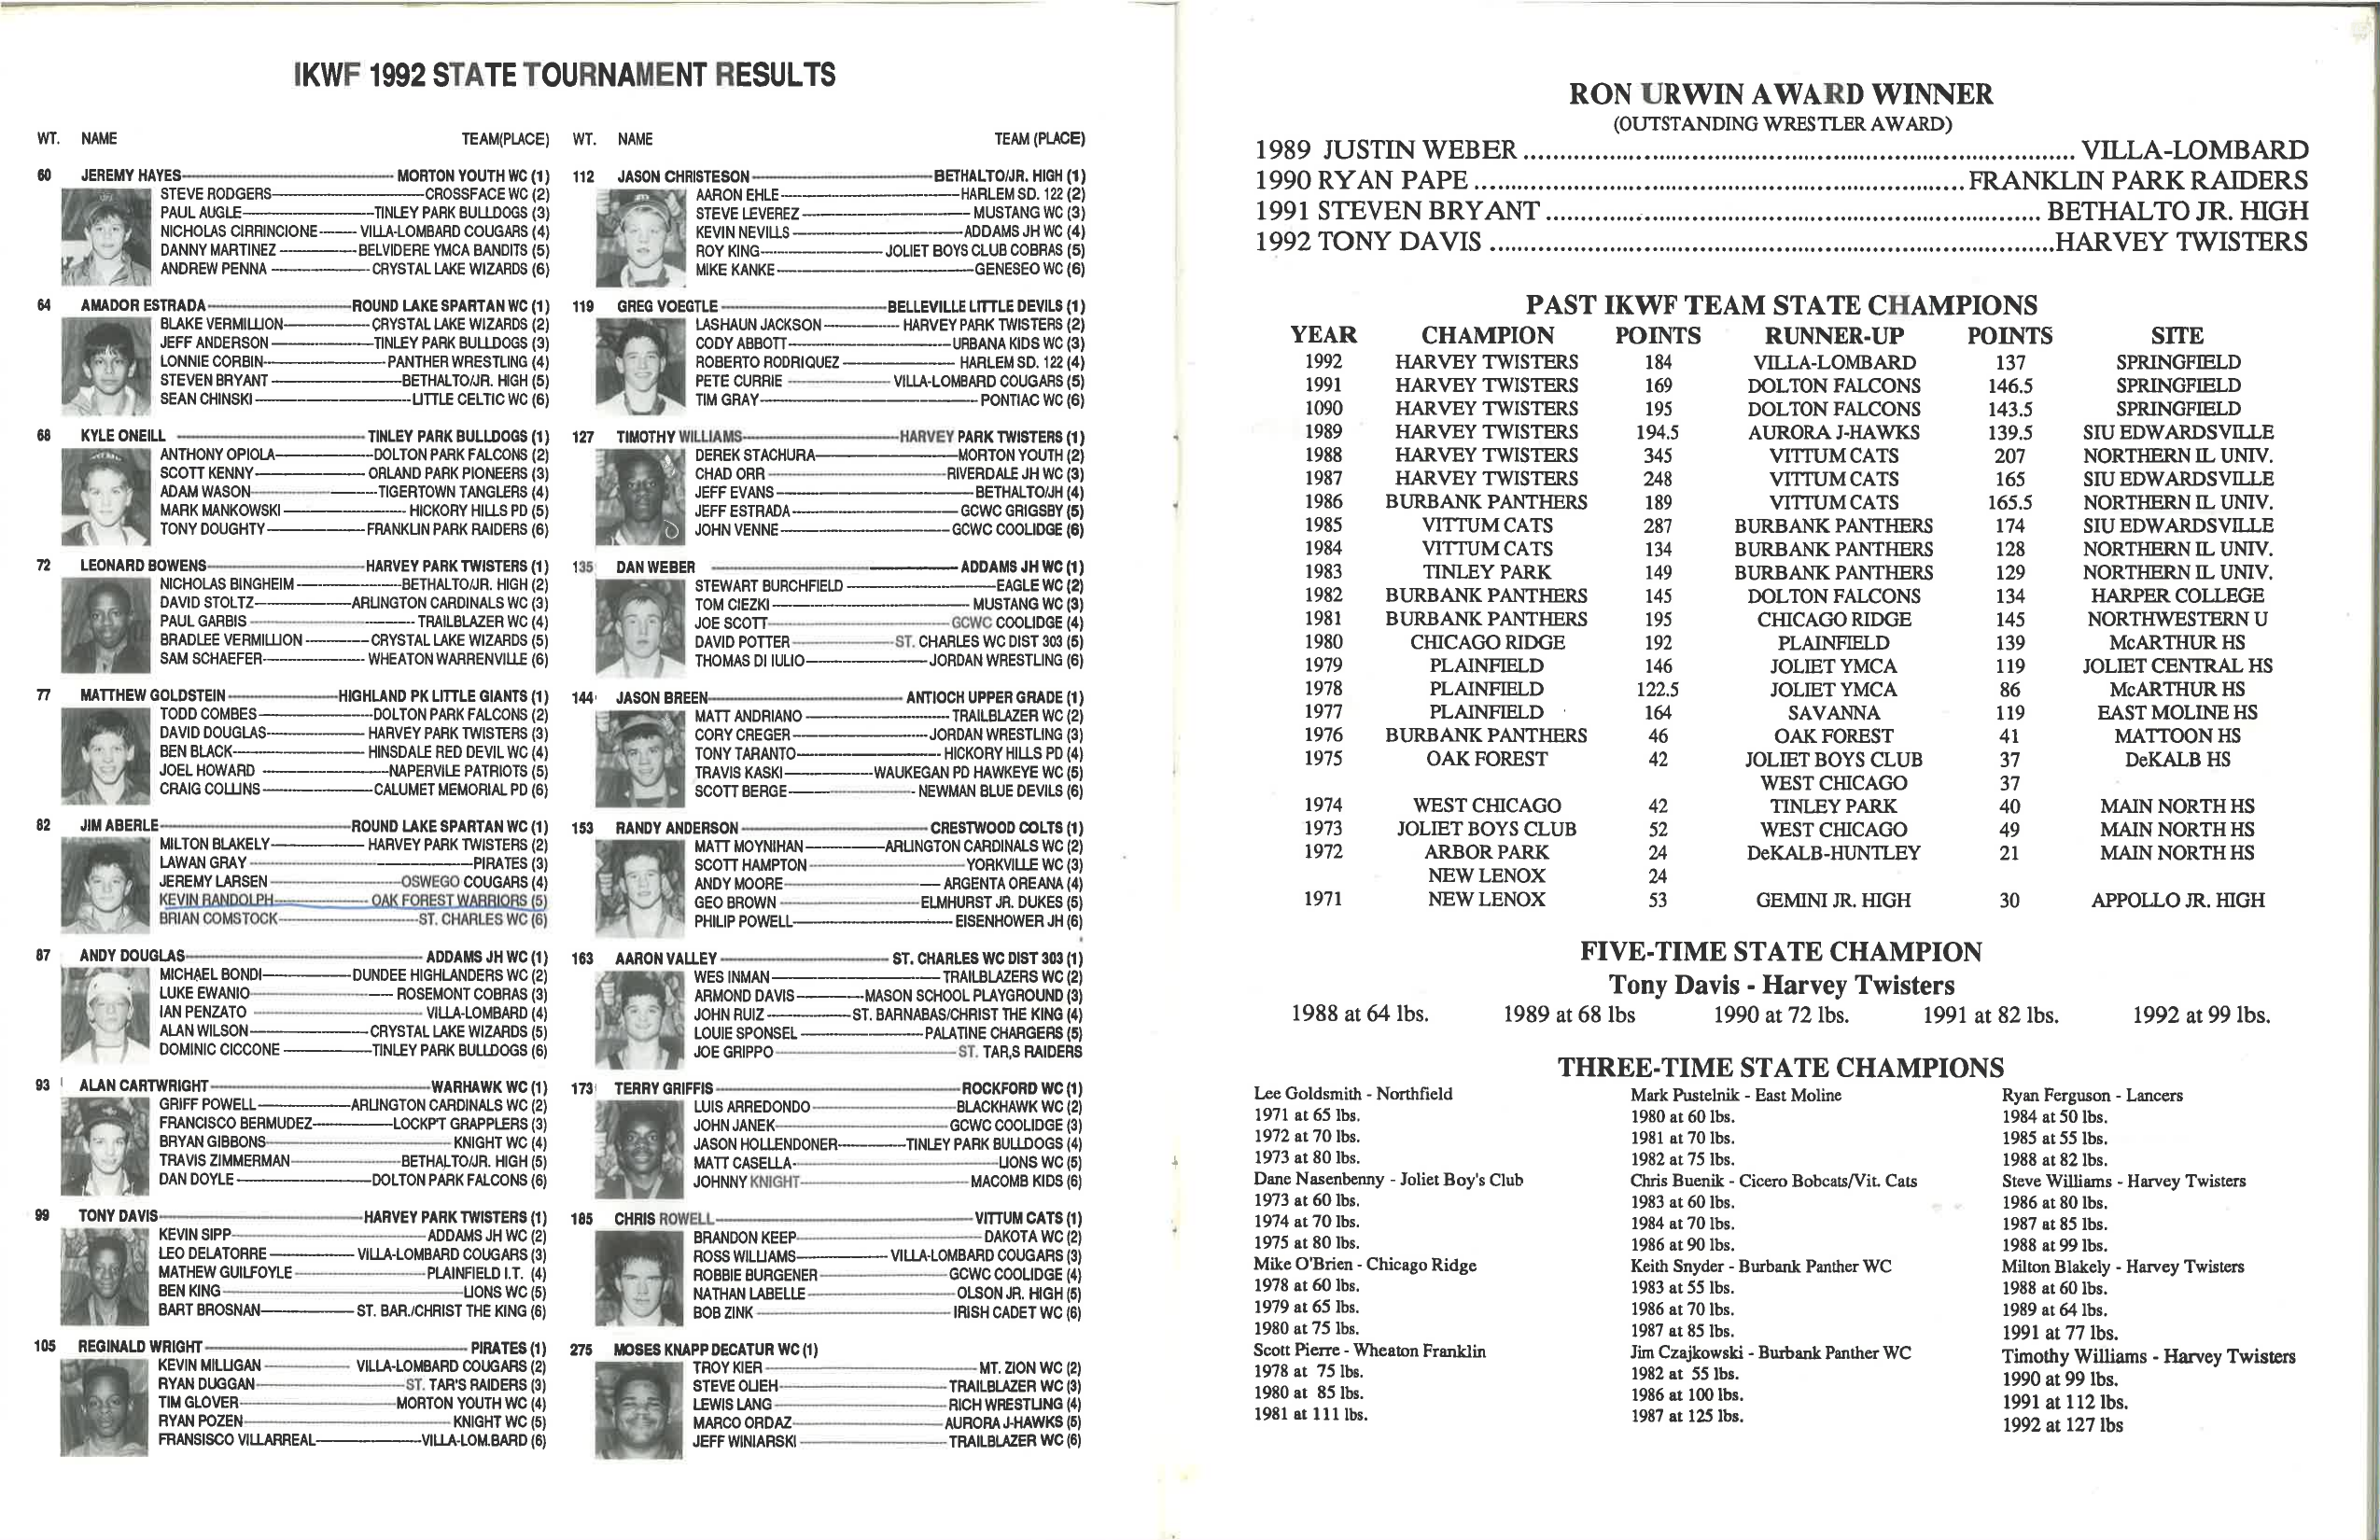 IKWF 1992 STATE TOURNAMENT RESULTS
WT. NAME TEAM(PLACE)
60 JEREMY HAYES MORTON YOUTH WC (1)
STEVE RODGERS CROSSFACE WC (2)
PAUL AUGLE TINLEY PARK BULLDOGS (3)
NICHOLAS CIRRINCIONE VILLA-LOMBARD COUGARS (4)
DANNY MARTINEZ BELVIDERE YMCA BANDITS (5)
ANDREW PENNA CRYSTAL LAKE WIZARDS (6)
64 AMADOR ESTRADA ROUND LAKE SPARTAN WC (1)
BLAKE VERMILLION CRYSTAL LAKE WIZARDS (2)
JEFF ANDERSON TINLEY PARK BULLDOGS (3)
LONNIE CORBIN PANTHER WRESTLING (4)
STEVEN BRYANT BETHALTO/JR. HIGH (5)
SEAN CHINSKI LITTLE CELTIC WC (6)
68 KYLE ONEILL TINLEY PARK BULLDOGS (1)
ANTHONY OPIOLA DOLTON PARK FALCONS (2)
SCOTT KENNY ORLAND PARK PIONEERS (3)
ADAM WASON TIGERTOWN TANGLERS (4)
MARK MANKOWSKI HICKORY HILLS PD (5)
TONY DOUGHTY FRANKLIN PARK RAIDERS (6)
72 LEONARD BOWENS HARVEY PARK TWISTERS (1)
NICHOLAS BINGHEIM BETHALTO/JR. HIGH (2)
DAVID STOLTZ ARLINGTON CARDINALS WC (3)
PAUL GARBIS TRAILBLAZER WC (4)
BRADLEE VERMILLION CRYSTAL LAKE WIZARDS (5)
SAM SCHAEFER WHEATON WARRENVILLE (6)
77 MATTHEW GOLDSTEIN HIGHLAND PK LITTLE GIANTS (1)
TODD COMBES DOLTON PARK FALCONS (2)
DAVID DOUGLAS HARVEY PARK TWISTERS (3)
BEN BLACK HINSDALE RED DEVIL WC (4)
JOEL HOWARD NAPERVILE PATRIOTS (5)
CRAIG COLLINS CALUMET MEMORIAL PD (6)
82 JIM ABERLE ROUND LAKE SPARTAN WC (1)
MILTON BLAKELY HARVEY PARK TWISTERS (2)
LAWAN GRAY PIRATES (3)
JEREMY LARSEN OSWEGO COUGARS (4)
KEVIN RANDOLPH OAK FOREST WARRIORS (5)
BRIAN COMSTOCK ST. CHARLES WC (6)
87 ANDY DOUGLAS ADDAMS JH WC (1)
MICHAEL BONDI DUNDEE HIGHLANDERS WC (2)
LUKE EWANIO ROSEMONT COBRAS (3)
IAN PENZATO VILLA-LOMBARD (4)
ALAN WILSON CRYSTAL LAKE WIZARDS (5)
DOMINIC CICCONE TINLEY PARK BULLDOGS (6)
93 ALAN CARTWRIGHT WARHAWK WC (1)
GRIFF POWELL ARLINGTON CARDINALS WC (2)
FRANCISCO BERMUDEZ LOCKP'T GRAPPLERS (3)
BRYAN GIBBONS KNIGHT WC (4)
TRAVIS ZIMMERMAN BETHALTO/JR. HIGH (5)
DAN DOYLE DOLTON PARK FALCONS (6)
99 TONY DAVIS HARVEY PARK TWISTERS (1)
KEVIN SIPP ADDAMS JH WC (2)
LEO DELATORRE VILLA-LOMBARD COUGARS (3)
MATHEW GUILFOYLE PLAINFIELD I.T. (4)
BEN KING LIONS WC (5)
BART BROSNAN ST. BAR./CHRIST THE KING (6)
105 REGINALD WRIGHT PIRATES (1)
KEVIN MILLIGAN VILLA-LOMBARD COUGARS (2)
RYAN DUGGAN ST. TAR'S RAIDERS (3)
TIM GLOVER MORTON YOUTH WC (4)
RYAN POZEN KNIGHT WC (5)
FRANSISCO VILLARREAL VILLA-LOM.BARD (6)
WT. NAME TEAM (PLACE)
112 JASON CHRISTESON BETHALTO/JR. HIGH (1)
AARON EHLE HARLEM SD. 122 (2)
STEVE LEVEREZ MUSTANG WC (3)
KEVIN NEVILLS ADDAMS JH WC (4)
ROY KING JOLIET BOYS CLUB COBRAS (5)
MIKE KANKE GENESEO WC (6)
119 GREG VOEGTLE BELLEVILLE LITTLE DEVILS (1)
LASHAUN JACKSON HARVEY PARK TWISTERS (2)
CODY ABBOTT URBANA KIDS WC (3)
ROBERTO RODRIQUEZ HARLEM SD. 122 (4)
PETE CURRIE VILLA-LOMBARD COUGARS (5)
TIM GRAY PONTIAC WC (6)
127 TIMOTHY WILLIAMS HARVEY PARK TWISTERS (1)
DEREK STACHURA MORTON YOUTH (2)
CHAD ORR RIVERDALE JH WC (3)
JEFF EVANS BETHALTO/JH (4)
JEFF ESTRADA GCWC GRIGSBY (5)
JOHN VENNE GCWC COOLIDGE (6)
135 DAN WEBER ADDAMS JH WC (1)
STEWART BURCHFIELD EAGLE WC (2)
TOM CIEZKI MUSTANG WC (3)
JOE SCOTT GCWC COOLIDGE (4)
DAVID POTTER ST. CHARLES WC DIST 303 (5)
THOMAS DI IULIO JORDAN WRESTLING (6)
144 JASON BREEN ANTIOCH UPPER GRADE (1)
MATT ANDRIANO TRAILBLAZER WC (2)
CORY CREGER JORDAN WRESTLING (3)
TONY TARANTO HICKORY HILLS PD (4)
TRAVIS KASKI WAUKEGAN PD HAWKEYE WC (5)
SCOTT BERGE NEWMAN BLUE DEVILS (6)
153 RANDY ANDERSON CRESTWOOD COLTS (1)
MATT MOYNIHAN ARLINGTON CARDINALS WC (2)
SCOTT HAMPTON YORKVILLE WC (3)
ANDY MOORE ARGENTA OREANA (4)
GEO BROWN ELMHURST JR. DUKES (5)
PHILIP POWELL EISENHOWER JH (6)
163 AARON VALLEY ST. CHARLES WC DIST 303 (1)
WES INMAN TRAILBLAZERS WC (2)
ARMOND DAVIS MASON SCHOOL PLAYGROUND (3)
JOHN RUIZ ST. BARNABAS/CHRIST THE KING (4)
LOUIE SPONSEL PALATINE CHARGERS (5)
JOE GRIPPO ST. TAR,S RAIDERS
173 TERRY GRIFFIS ROCKFORD WC (1)
LUIS ARREDONDO BLACKHAWK WC (2)
JOHN JANEK GCWC COOLIDGE (3)
JASON HOLLENDONER TINLEY PARK BULLDOGS (4)
MATT CASELLA LIONS WC (5)
JOHNNY KNIGHT MACOMB KIDS (6)
185 CHRIS ROWELL VITTUM CATS (1)
BRANDON KEEP DAKOTA WC (2)
ROSS WILLIAMS VILLA-LOMBARD COUGARS (3)
ROBBIE BURGENER GCWC COOLIDGE (4)
NATHAN LABELLE OLSON JR. HIGH (5)
BOB ZINK IRISH CADET WC (6)
275 MOSES KNAPP DECATUR WC (1)
TROY KIER MT. ZION WC (2)
STEVE OLIEH TRAILBLAZER WC (3)
LEWIS LANG RICH WRESTLING (4)
MARCO ORDAZ AURORA J-HAWKS (5)
JEFF WINIARSKI TRAILBLAZER WC (6)
RON URWIN AWARD WINNER
(OUTSTANDING WRESTLER AWARD)
1989 JUSTIN WEBER VILLA-LOMBARD
1990 RYAN PAPE FRANKLIN PARK RAIDERS
1991 STEVEN BRYANT BETHALTO JR. HIGH
1992 TONY DAVIS HARVEY TWISTERS
PAST IKWF TEAM STATE CHAMPIONS
YEAR CHAMPION POINTS RUNNER-UP POINTS SITE
1992 HARVEY TWISTERS 184 VILLA-LOMBARD 137 SPRINGFIELD
1991 HARVEY TWISTERS 169 DOLTON FALCONS 146.5 SPRINGFIELD
1090 HARVEY TWISTERS 195 DOLTON FALCONS 143.5 SPRINGFIELD
1989 HARVEY TWISTERS 194.5 AURORA J-HAWKS 139.5 SIU EDWARDSVILLE
1988 HARVEY TWISTERS 345 VITTUM CATS 207 NORTHERN IL UNIV.
1987 HARVEY TWISTERS 248 VITTUM CATS 165 SIU EDWARDSVILLE
1986 BURBANK PANTHERS 189 VITTUM CATS 165.5 NORTHERN IL UNIV.
1985 VITTUM CATS 287 BURBANK PANTHERS 174 SIU EDWARDSVILLE
1984 VITTUM CATS 134 BURBANK PANTHERS 128 NORTHERN IL UNIV.
1983 TINLEY PARK 149 BURBANK PANTHERS 129 NORTHERN IL UNIV.
1982 BURBANK PANTHERS 145 DOLTON FALCONS 134 HARPER COLLEGE
1981 BURBANK PANTHERS 195 CHICAGO RIDGE 145 NORTHWESTERN U
1980 CHICAGO RIDGE 192 PLAINFIELD 139 McARTHUR HS
1979 PLAINFIELD 146 JOLIET YMCA 119 JOLIET CENTRAL HS
1978 PLAINFIELD 122.5 JOLIET YMCA 86 McARTHUR HS
1977 PLAINFIELD 164 SAVANNA 119 EAST MOLINE HS
1976 BURBANK PANTHERS 46 OAK FOREST 41 MATTOON HS
1975 OAK FOREST 42 JOLIET BOYS CLUB 37 DeKALB HS
WEST CHICAGO 37
1974 WEST CHICAGO 42 TINLEY PARK 40 MAIN NORTH HS
1973 JOLIET BOYS CLUB 52 WEST CHICAGO 49 MAIN NORTH HS
1972 ARBOR PARK 24 DeKALB-HUNTLEY 21 MAIN NORTH HS
NEW LENOX 24
1971 NEW LENOX 53 GEMINI JR. HIGH 30 APPOLLO JR. HIGH
FIVE-TIME STATE CHAMPION
Tony Davis - Harvey Twisters
1988 at 64 lbs. 1989 at 68 lbs 1990 at 72 lbs. 1991 at 82 lbs. 1992 at 99 lbs.
THREE-TIME STATE CHAMPIONS
Lee Goldsmith - Northfield
1971 at 65 lbs.
1972 at 70 lbs.
1973 at 80 lbs.
Dane Nasenbenny - Joliet Boy's Club
1973 at 60 lbs.
1974 at 70 lbs.
1975 at 80 lbs.
Mike O'Brien - Chicago Ridge
1978 at 60 lbs.
1979 at 65 lbs.
1980 at 75 lbs.
Scott Pierre - Wheaton Franklin
1978 at 75 lbs.
1980 at 85 lbs.
1981 at 111 lbs.
Mark Pustelnik - East Moline
1980 at 60 lbs.
1981 at 70 lbs.
1982 at 75 lbs.
Chris Buenik - Cicero Bobcats/Vit. Cats
1983 at 60 lbs.
1984 at 70 lbs.
1986 at 90 lbs.
Keith Snyder - Burbank Panther WC
1983 at 55 lbs.
1986 at 70 lbs.
1987 at 85 lbs.
Jim Czajkowski - Burbank Panther WC
1982 at 55 lbs.
1986 at 100 lbs.
1987 at 125 lbs.
Ryan Ferguson - Lancers
1984 at 50 lbs.
1985 at 55 lbs.
1988 at 82 lbs.
Steve Williams - Harvey Twisters
1986 at 80 lbs.
1987 at 85 lbs.
1988 at 99 lbs.
Milton Blakely - Harvey Twisters
1988 at 60 lbs.
1989 at 64 lbs.
1991 at 77 lbs.
Timothy Williams - Harvey Twisters
1990 at 99 lbs.
1991 at 112 lbs.
1992 at 127 lbs